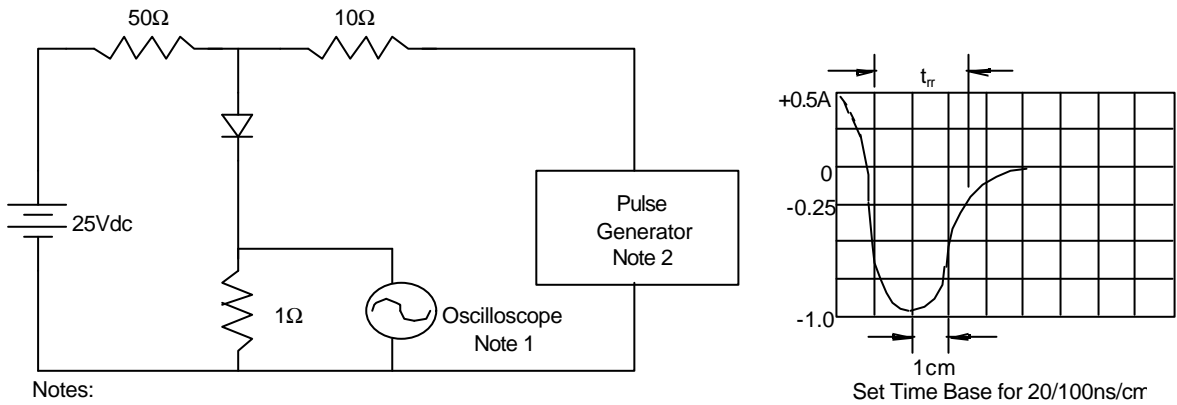 50Ω
10Ω
25Vdc
1Ω
Oscilloscope
Note 1
Pulse
Generator
Note 2
Notes:
trr
+0.5A
0
-0.25
-1.0
1cm
Set Time Base for 20/100ns/cm